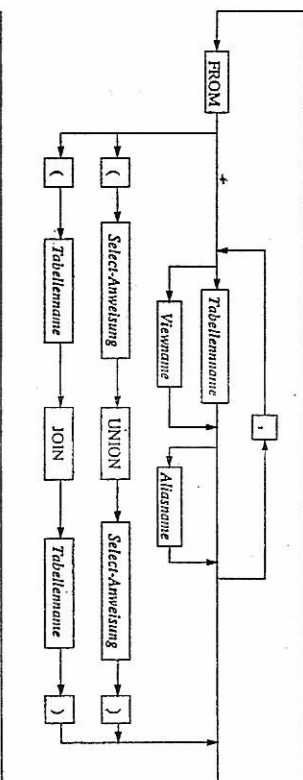 FROM
,
Tabellenname
Viewname
Aliasname
( Select-Anweisung UNION Select-Anweisung )
( Tabellenname JOIN Tabellenname )